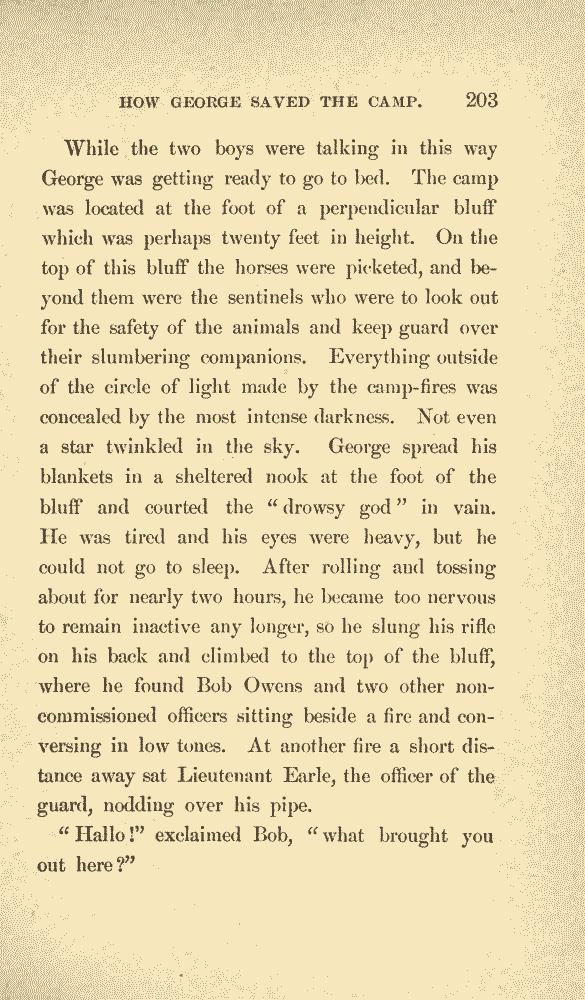 HOW GEORGE SAVED THE CAMP. 203
While the two boys were talking in this way
George was getting ready to go to bed. The camp
was located at the foot of a perpendicular bluff
which was perhaps twenty feet in height. On the
top of this bluff the horses were picketed, and be-
yond them were the sentinels who were to look out
for the safety of the animals and keep guard over
their slumbering companions. Everything outside
of the circle of light made by the camp-fires was
concealed by the most intense darkness. Not even
a star twinkled in the sky. George spread his
blankets in a sheltered nook at the foot of the
bluff and courted the “drowsy god” in vain.
He was tired and his eyes were heavy, but he
could not go to sleep. After rolling and tossing
about for nearly two hours, he became too nervous
to remain inactive any longer, so he slung his rifle
on his back and climbed to the top of the bluff,
where he found Bob Owens and two other non-
commissioned officers sitting beside a fire and con-
versing in low tones. At another fire a short dis-
tance away sat Lieutenant Earle, the officer of the
guard, nodding over his pipe.
“Hallo!” exclaimed Bob, “what brought you
out here?”